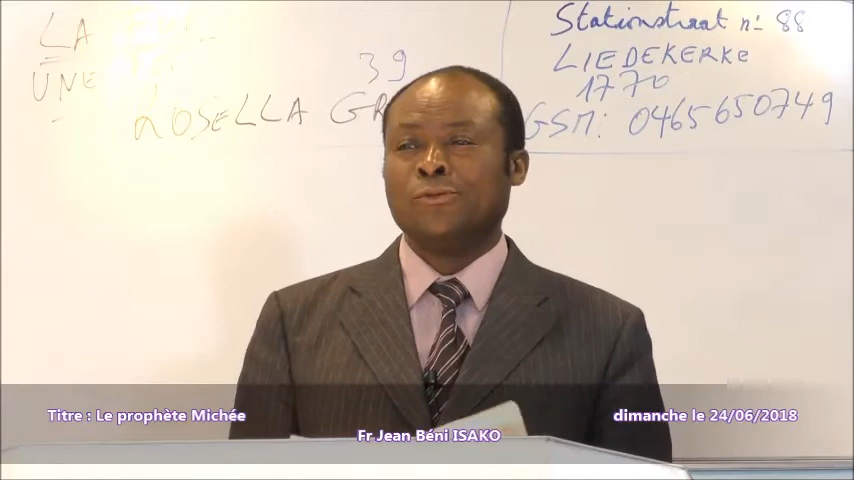 LA
UNE
39
ROSELLA
Stationstraat n° 88
LIEDEKERKE
1770
GSM: 0465650749
Titre : Le prophète Michée
Fr Jean Béni ISAKO
dimanche le 24/06/2018